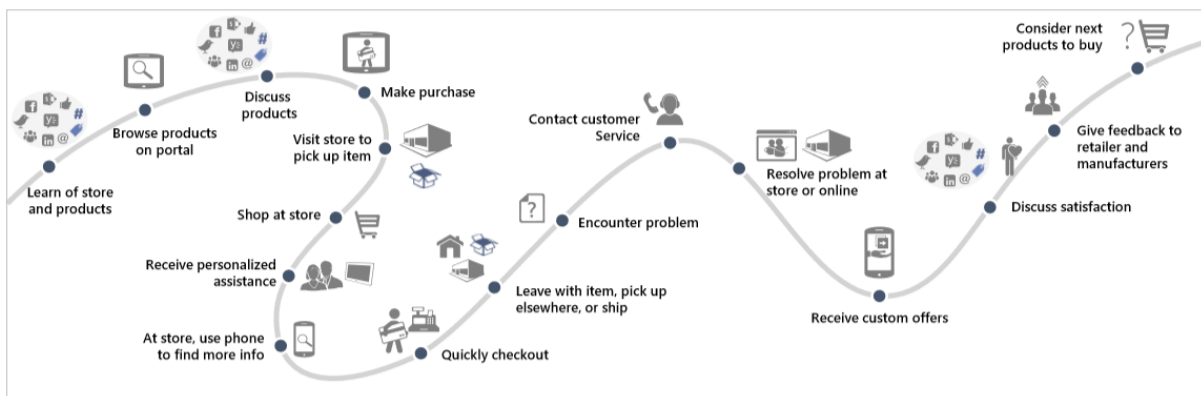 Learn of store
and products
Browse products
on portal
Discuss
products
Make purchase
Visit store to
pick up item
Shop at store
Receive personalized
assistance
At store, use phone
to find more info
Quickly checkout
Leave with item, pick up
elsewhere, or ship
Encounter problem
Contact customer
Service
Resolve problem at
store or online
Receive custom offers
Discuss satisfaction
Give feedback to
retailer and
manufacturers
Consider next
products to buy